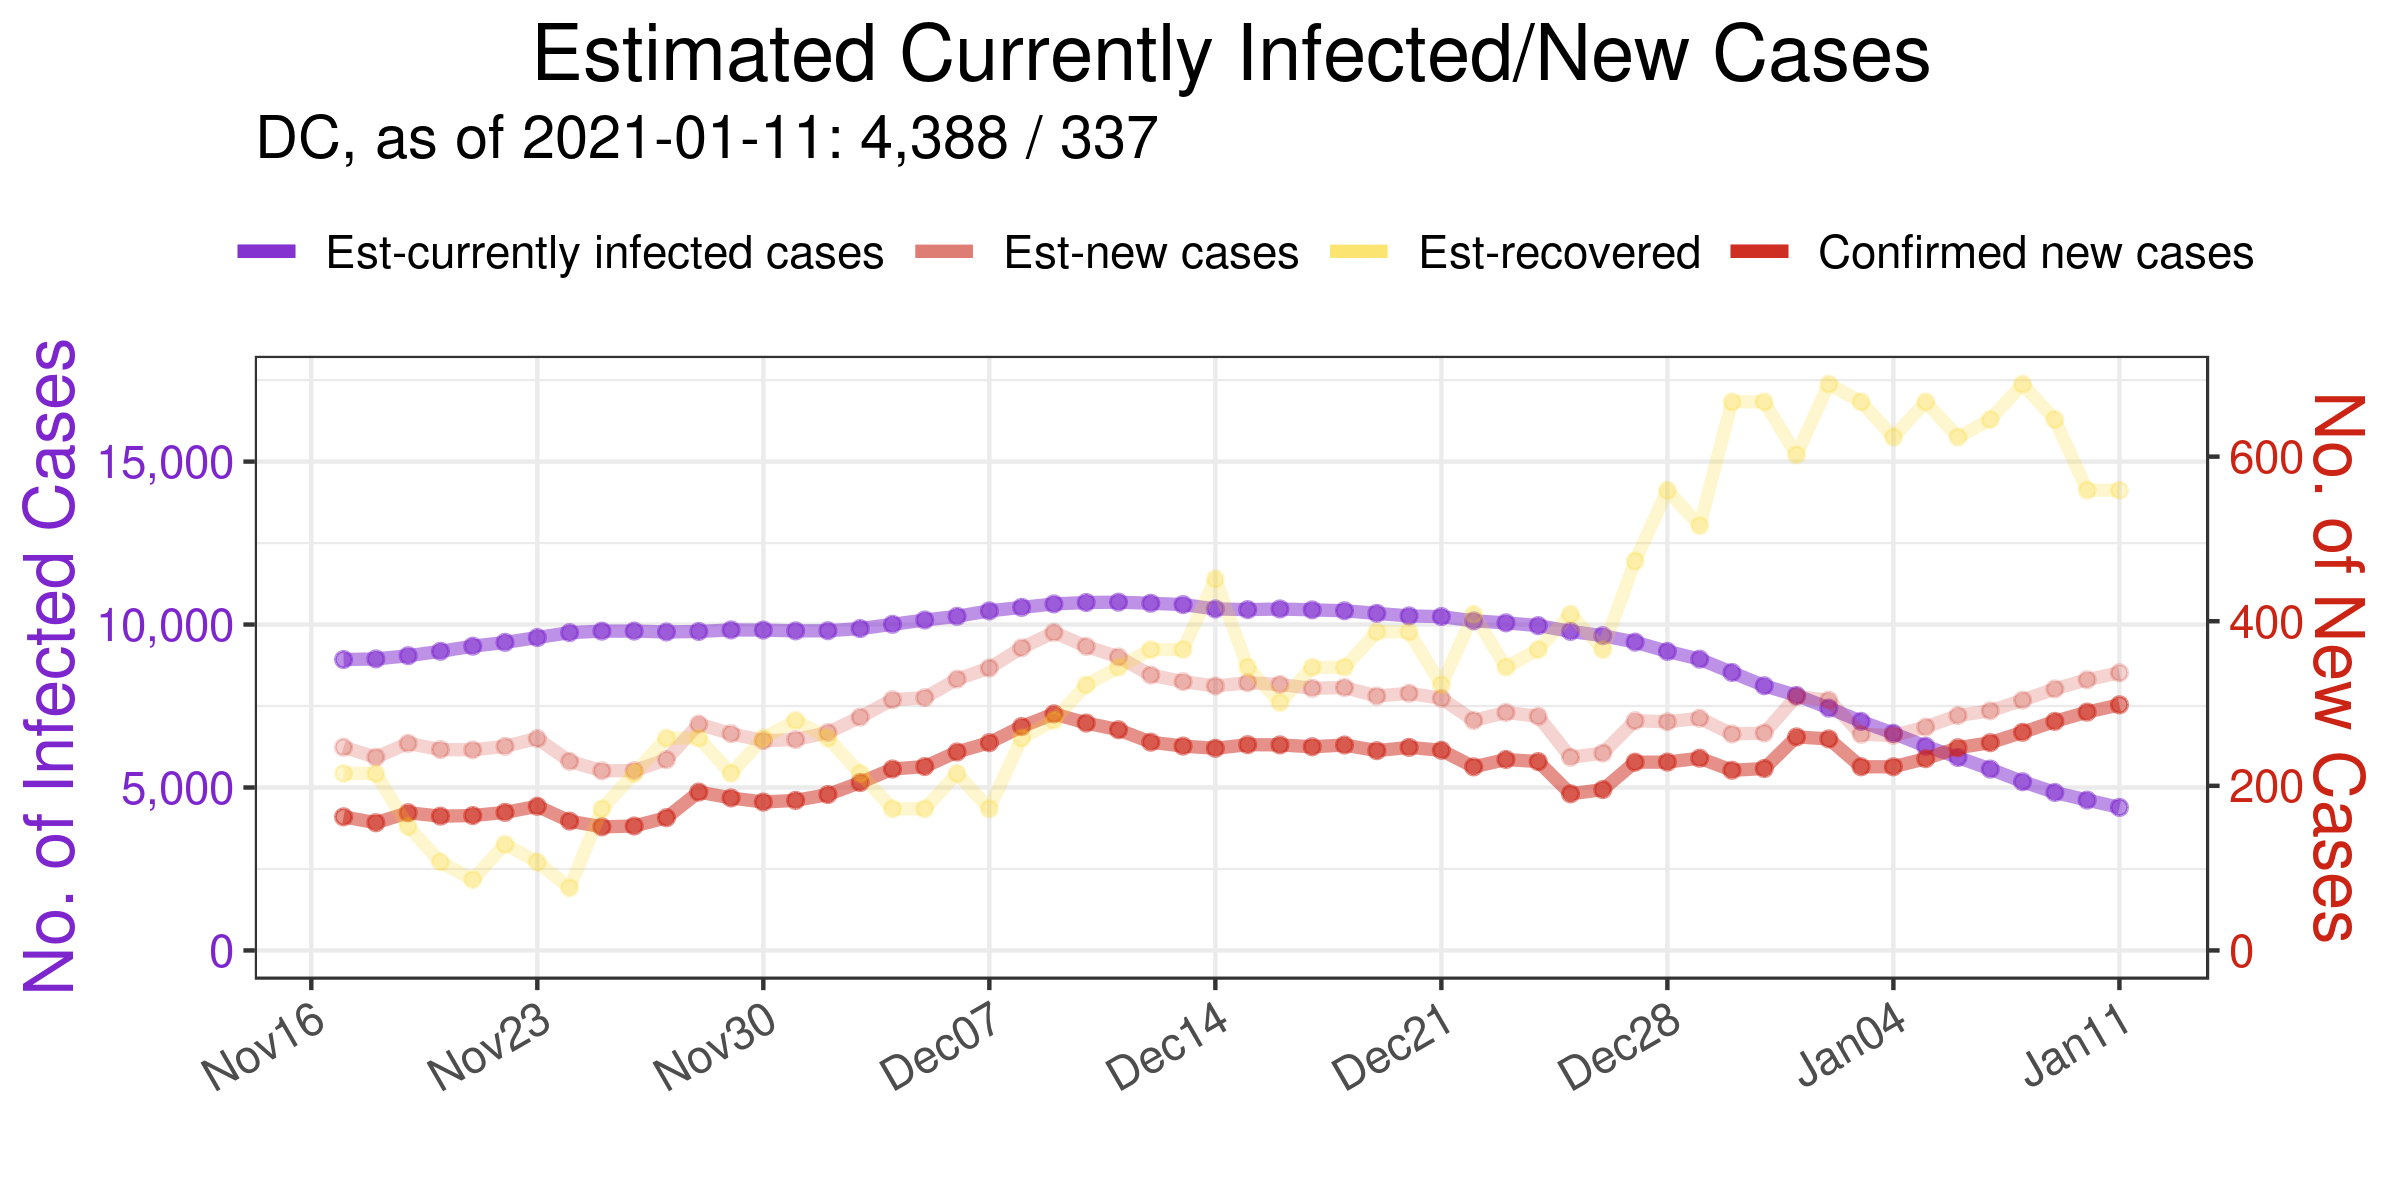 Estimated Currently Infected/New Cases
DC, as of 2021-01-11: 4,388 / 337
Est-currently infected cases Est-new cases Est-recovered Confirmed new cases
No. of Infected Cases
15,000
10,000
5,000
0
600
400
200
0
No. of New Cases
Nov16 Nov23 Nov30 Dec07 Dec14 Dec21 Dec28 Jan04 Jan11